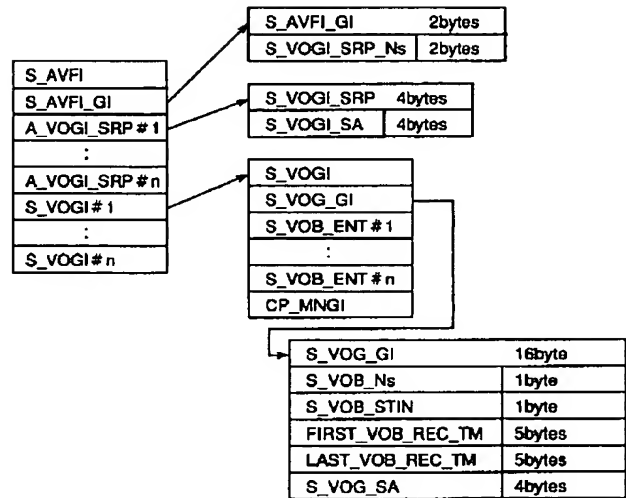 S_AVFI
S_AVFI_GI
A_VOGI_SRP#1
:
A_VOGI_SRP#n
S_VOGI#1
:
S_VOGI#n
S_AVFI_GI 2bytes
S_VOGI_SRP_Ns 2bytes
S_VOGI_SRP 4bytes
S_VOGI_SA 4bytes
S_VOGI
S_VOG_GI
S_VOB_ENT#1
:
S_VOB_ENT#n
CP_MNGI
S_VOG_GI 16byte
S_VOB_Ns 1byte
S_VOB_STIN 1byte
FIRST_VOB_REC_TM 5bytes
LAST_VOB_REC_TM 5bytes
S_VOG_SA 4bytes